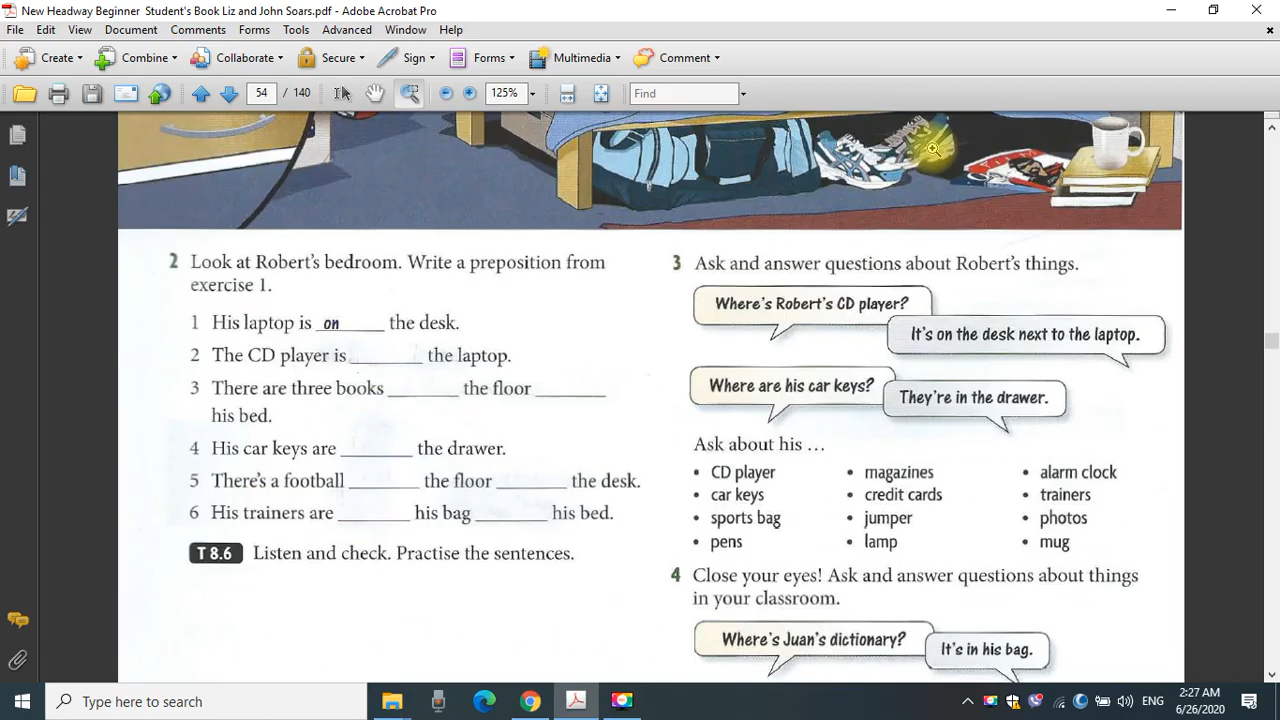 New Headway Beginner  Student's Book Liz and John Soars.pdf - Adobe Acrobat Pro
File Edit View Document Comments Forms Tools Advanced Window Help
Create Combine Collaborate Secure Sign Forms Multimedia Comment
54 / 140 125% Find
2 Look at Robert's bedroom. Write a preposition from
exercise 1.
1 His laptop is on the desk.
2 The CD player is ______ the laptop.
3 There are three books ______ the floor ______
his bed.
4 His car keys are ______ the drawer.
5 There's a football ______ the floor ______ the desk.
6 His trainers are ______ his bag ______ his bed.
T 8.6 Listen and check. Practise the sentences.
3 Ask and answer questions about Robert's things.
Where's Robert's CD player?
It's on the desk next to the laptop.
Where are his car keys?
They're in the drawer.
Ask about his ...
• CD player • magazines • alarm clock
• car keys • credit cards • trainers
• sports bag • jumper • photos
• pens • lamp • mug
4 Close your eyes! Ask and answer questions about things
in your classroom.
Where's Juan's dictionary?
It's in his bag.
Type here to search
ENG
2:27 AM
6/26/2020